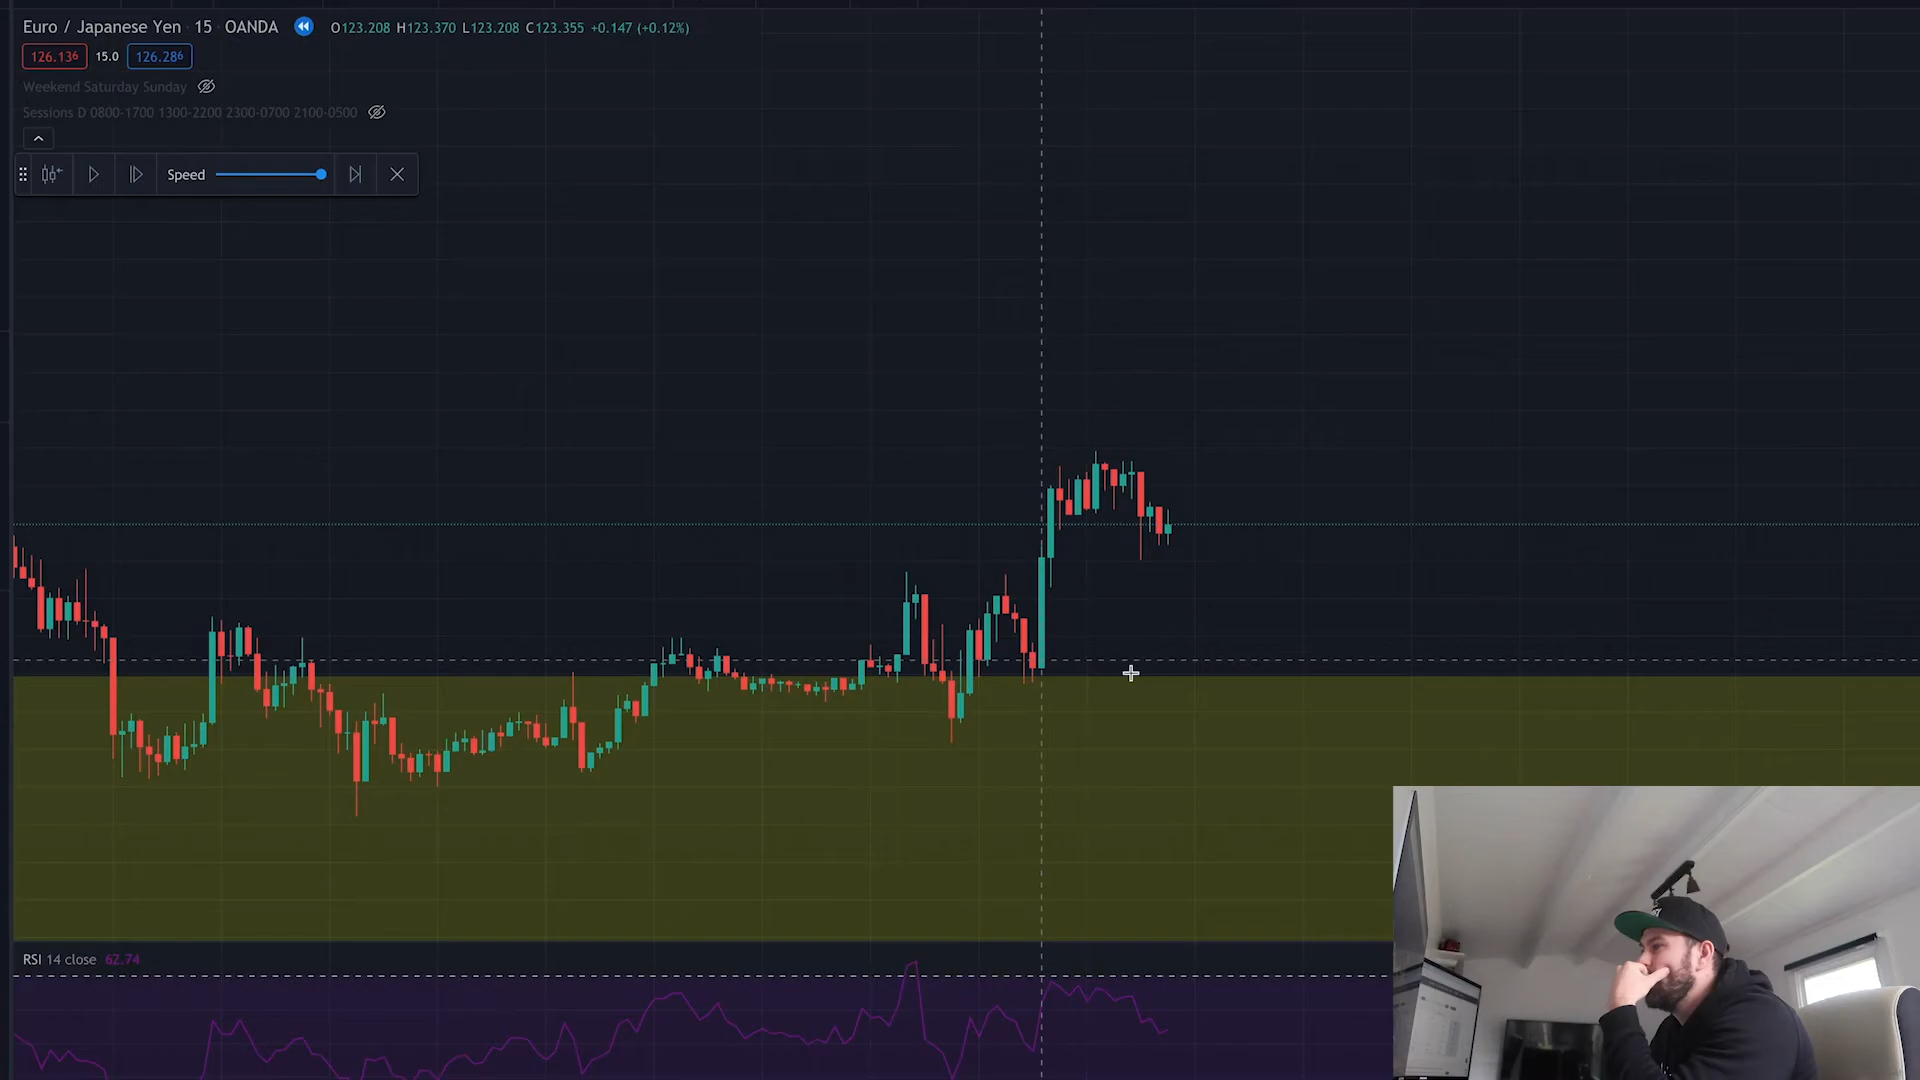 Euro / Japanese Yen · 15 · OANDA O123.208 H123.370 L123.208 C123.355 +0.147 (+0.12%)
126.136 15.0 126.286
Weekend Saturday Sunday
Sessions D 0800-1700 1300-2200 2300-0700 2100-0500
Speed
RSI 14 close 62.74